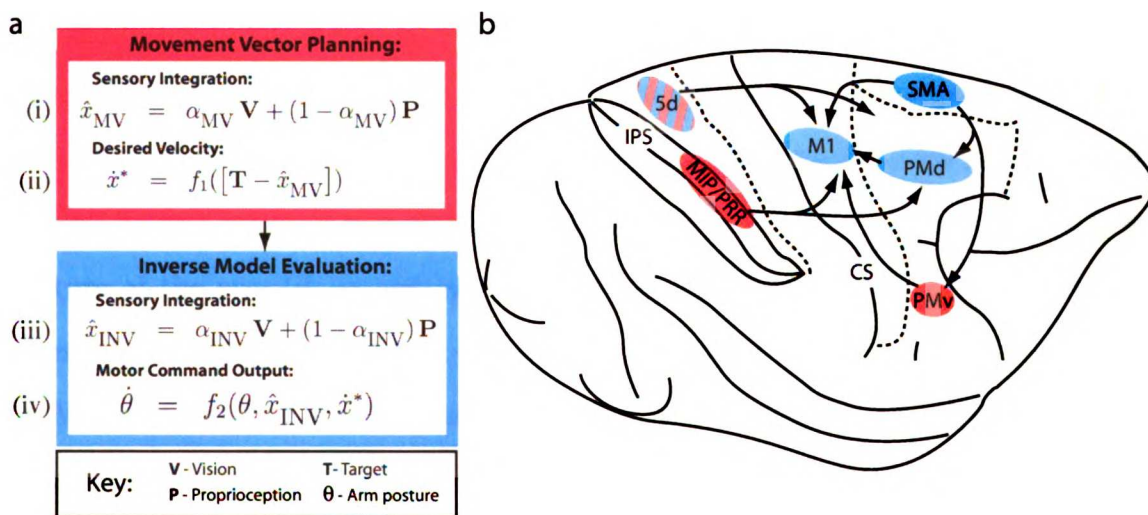 a
Movement Vector Planning:
Sensory Integration:
(i) x̂_MV = α_MV V + (1 - α_MV) P
Desired Velocity:
(ii) ẋ* = f₁([T - x̂_MV])
Inverse Model Evaluation:
Sensory Integration:
(iii) x̂_INV = α_INV V + (1 - α_INV) P
Motor Command Output:
(iv) θ̇ = f₂(θ, x̂_INV, ẋ*)
Key:
V - Vision T - Target
P - Proprioception θ - Arm posture
b
5d
SMA
IPS
M1
PMd
MIP/PRR
CS
PMv